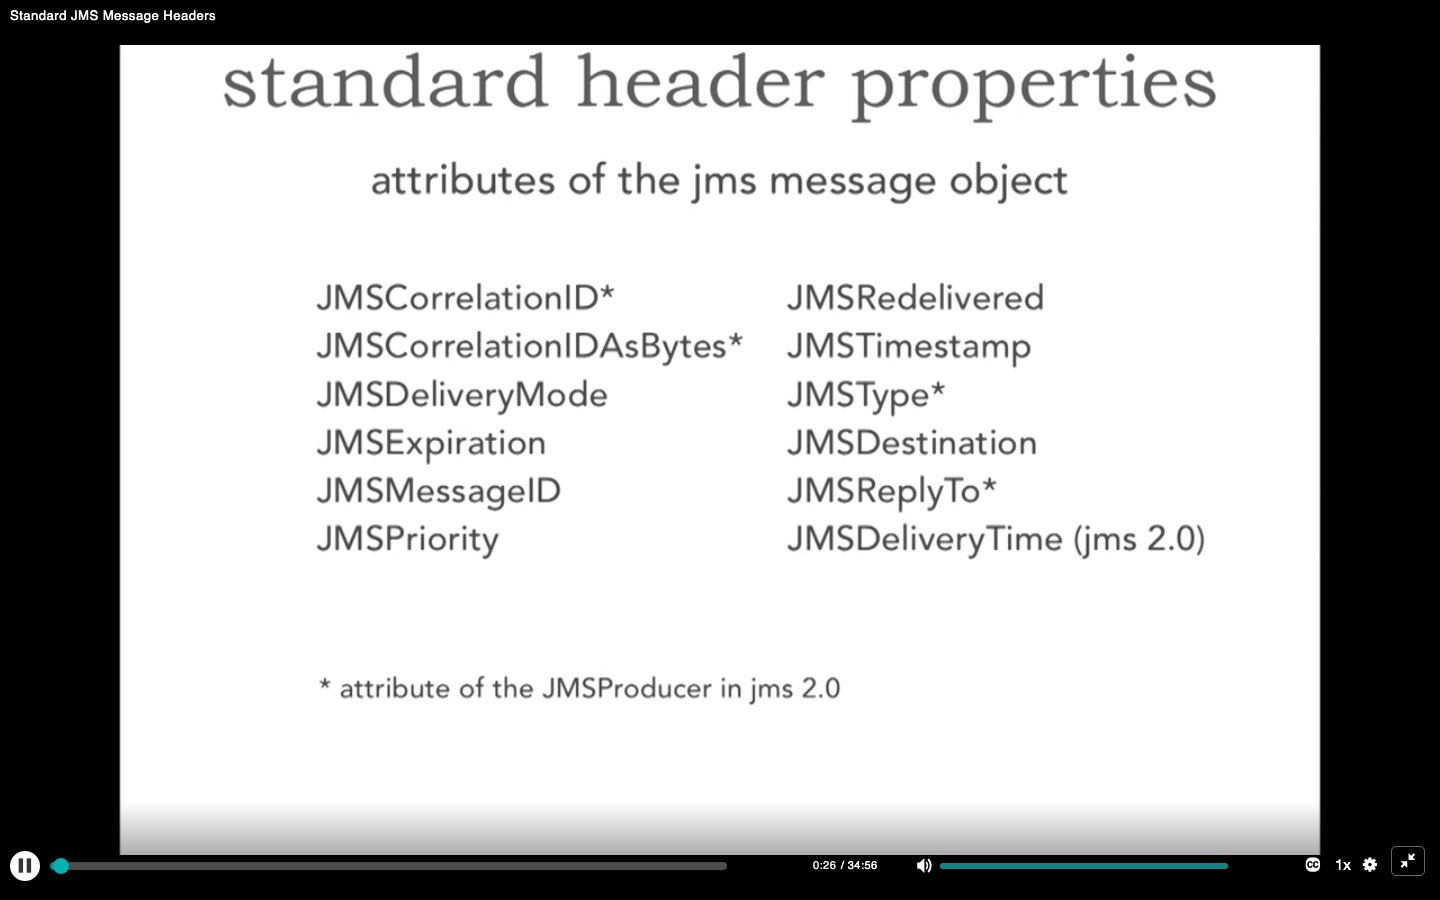 Standard JMS Message Headers
standard header properties
attributes of the jms message object
JMSCorrelationID*
JMSCorrelationIDAsBytes*
JMSDeliveryMode
JMSExpiration
JMSMessageID
JMSPriority
JMSRedelivered
JMSTimestamp
JMSType*
JMSDestination
JMSReplyTo*
JMSDeliveryTime (jms 2.0)
* attribute of the JMSProducer in jms 2.0
0:26 / 34:56
CC
1x